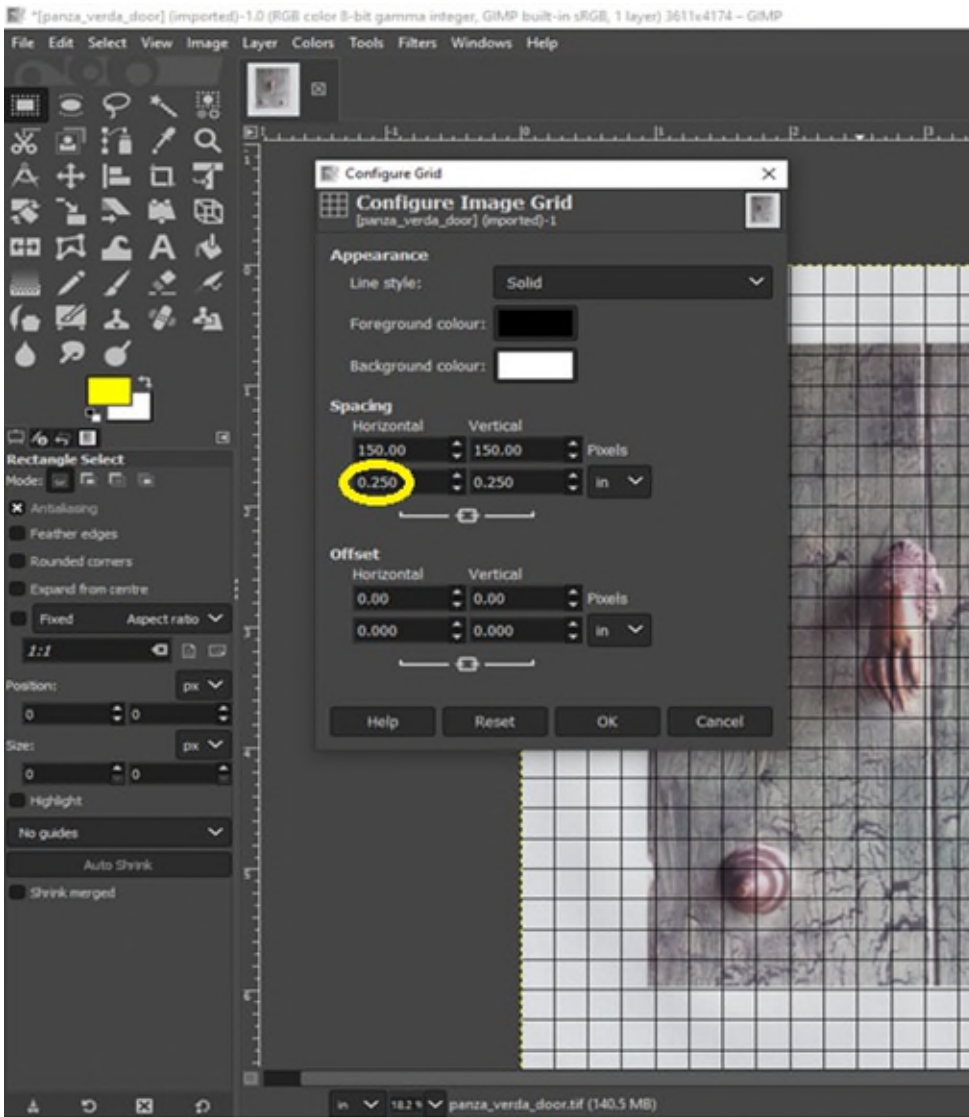 *[panza_verda_door] (imported)-1.0 (RGB color 8-bit gamma integer, GIMP built-in sRGB, 1 layer) 3611x4174 – GIMP
File Edit Select View Image Layer Colors Tools Filters Windows Help
Configure Grid
Configure Image Grid
[panza_verda_door] (imported)-1
Appearance
Line style: Solid
Foreground colour:
Background colour:
Spacing
Horizontal Vertical
150.00 150.00 Pixels
0.250 0.250 in
Offset
Horizontal Vertical
0.00 0.00 Pixels
0.000 0.000 in
Help Reset OK Cancel
Rectangle Select
Mode:
Antialiasing
Feather edges
Rounded corners
Expand from centre
Fixed Aspect ratio
1:1
Position: px
0 0
Size: px
0 0
Highlight
No guides
Auto Shrink
Shrink merged
in 18.2 % panza_verda_door.tif (140.5 MB)